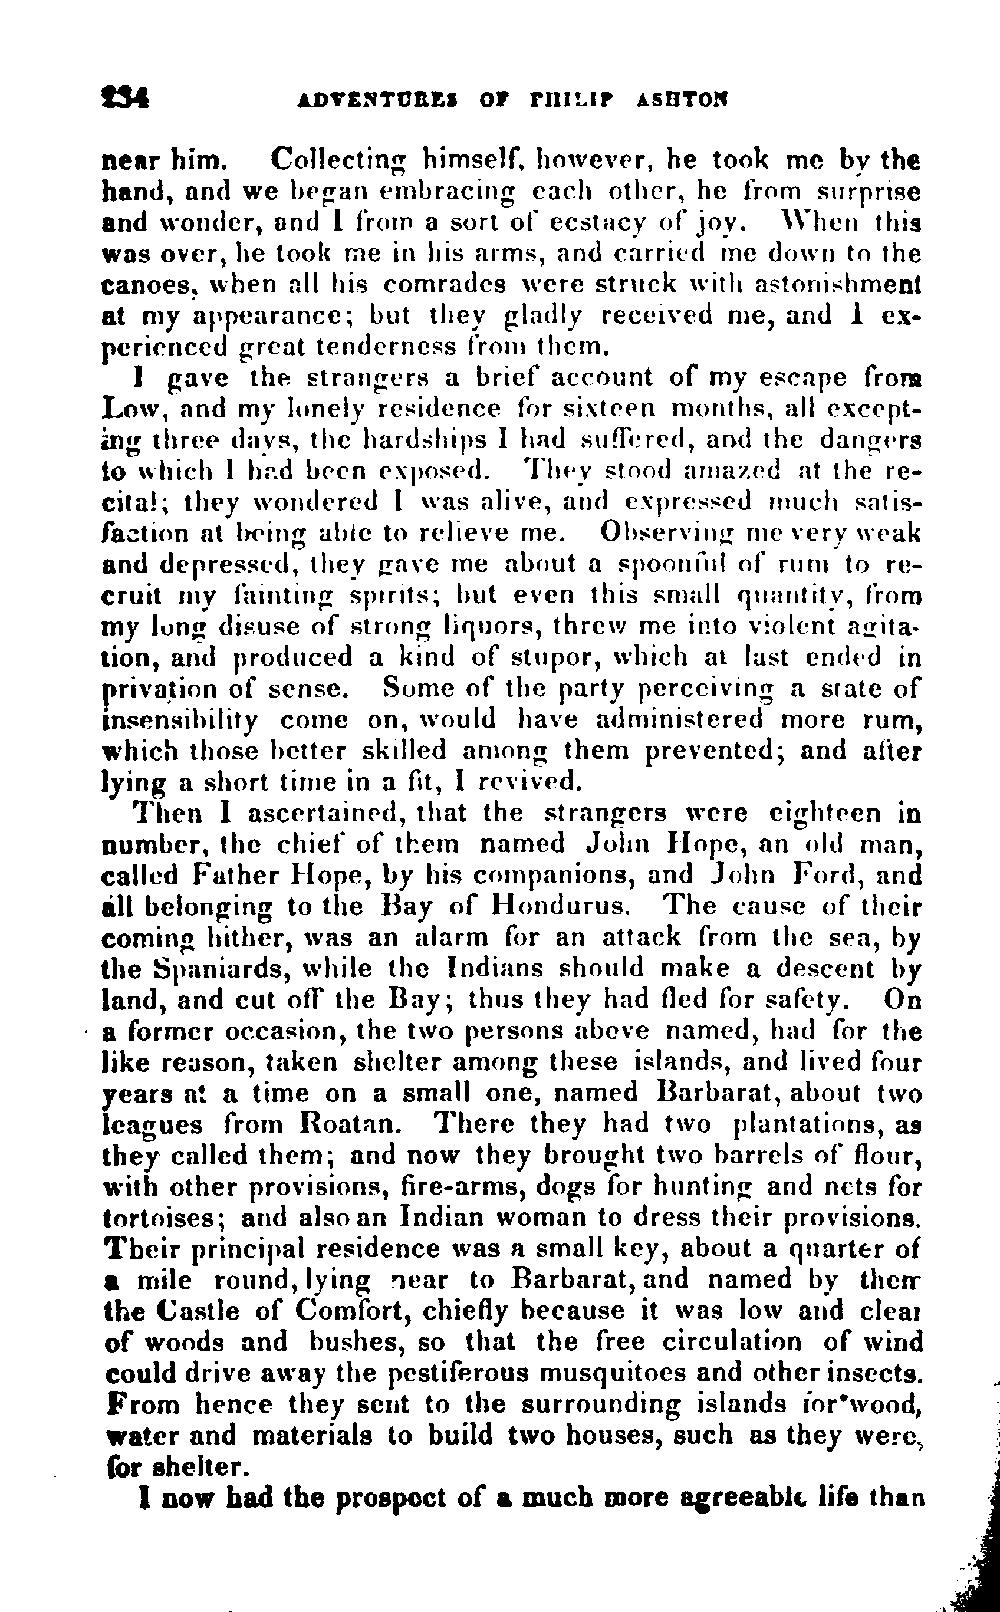 234 ADVENTURES OF PHILIP ASHTON
near him. Collecting himself, however, he took me by the
hand, and we began embracing each other, he from surprise
and wonder, and I from a sort of ecstacy of joy. When this
was over, he took me in his arms, and carried me down to the
canoes, when all his comrades were struck with astonishment
at my appearance; but they gladly received me, and I ex-
perienced great tenderness from them.
I gave the strangers a brief account of my escape from
Low, and my lonely residence for sixteen months, all except-
ing three days, the hardships I had suffered, and the dangers
to which I had been exposed. They stood amazed at the re-
cital; they wondered I was alive, and expressed much satis-
faction at being able to relieve me. Observing me very weak
and depressed, they gave me about a spoonful of rum to re-
cruit my fainting spirits; but even this small quantity, from
my long disuse of strong liquors, threw me into violent agita-
tion, and produced a kind of stupor, which at last ended in
privation of sense. Some of the party perceiving a state of
insensibility come on, would have administered more rum,
which those better skilled among them prevented; and after
lying a short time in a fit, I revived.
Then I ascertained, that the strangers were eighteen in
number, the chief of them named John Hope, an old man,
called Father Hope, by his companions, and John Ford, and
all belonging to the Bay of Hondurus. The cause of their
coming hither, was an alarm for an attack from the sea, by
the Spaniards, while the Indians should make a descent by
land, and cut off the Bay; thus they had fled for safety. On
a former occasion, the two persons above named, had for the
like reason, taken shelter among these islands, and lived four
years at a time on a small one, named Barbarat, about two
leagues from Roatan. There they had two plantations, as
they called them; and now they brought two barrels of flour,
with other provisions, fire-arms, dogs for hunting and nets for
tortoises; and also an Indian woman to dress their provisions.
Their principal residence was a small key, about a quarter of
a mile round, lying near to Barbarat, and named by them
the Castle of Comfort, chiefly because it was low and clear
of woods and bushes, so that the free circulation of wind
could drive away the pestiferous musquitoes and other insects.
From hence they sent to the surrounding islands for wood,
water and materials to build two houses, such as they were,
for shelter.
I now had the prospect of a much more agreeable life than